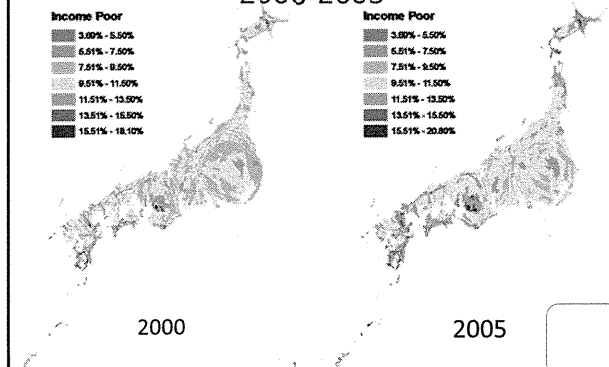 2000-2005
Income Poor
3.69% - 5.50%
5.51% - 7.50%
7.51% - 9.50%
9.51% - 11.50%
11.51% - 13.50%
13.51% - 15.50%
15.51% - 18.10%
2000
Income Poor
3.69% - 5.50%
5.51% - 7.50%
7.51% - 9.50%
9.51% - 11.50%
11.51% - 13.50%
13.51% - 15.50%
15.51% - 20.80%
2005